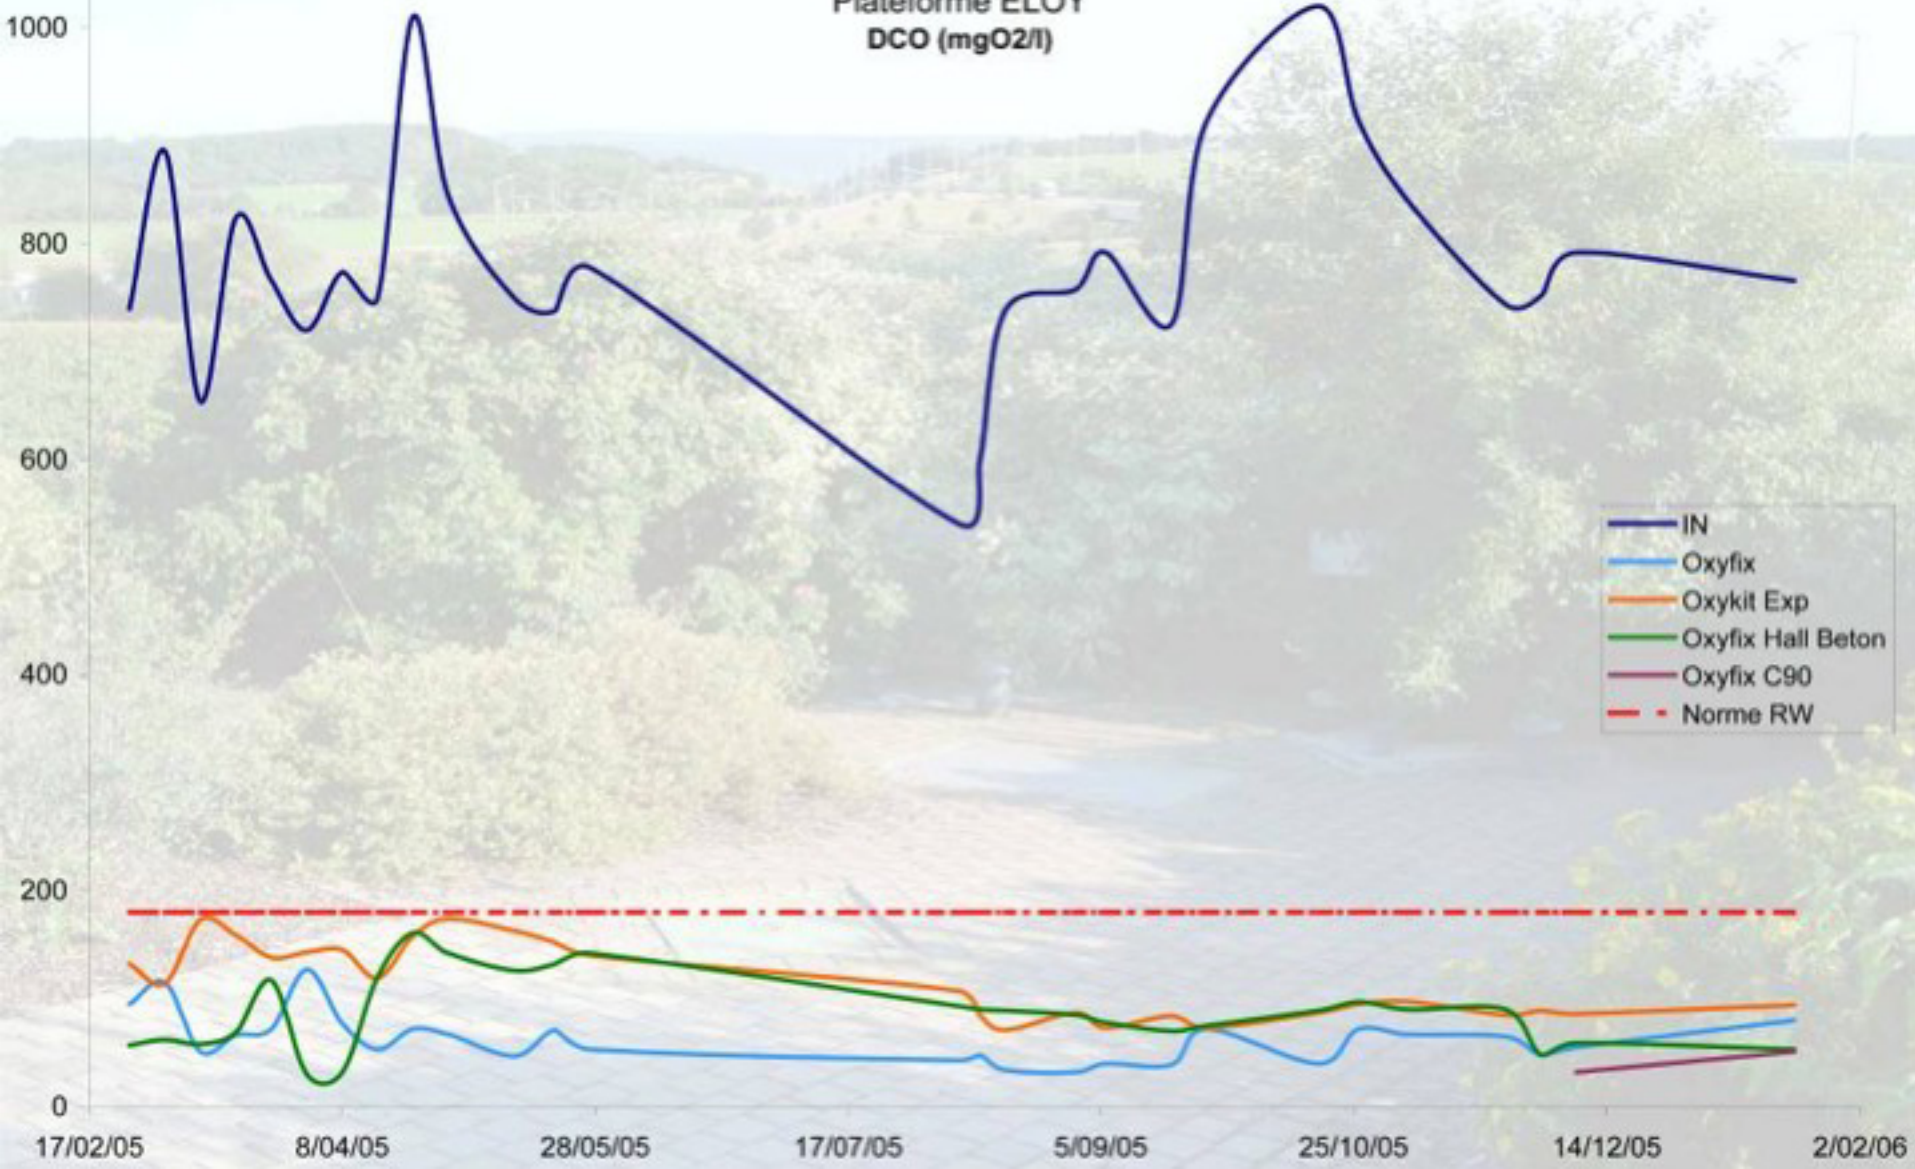 Plateforme ELOY
DCO (mgO2/l)
1000
800
600
400
200
0
17/02/05
8/04/05
28/05/05
17/07/05
5/09/05
25/10/05
14/12/05
2/02/06
IN
Oxyfix
Oxykit Exp
Oxyfix Hall Beton
Oxyfix C90
Norme RW